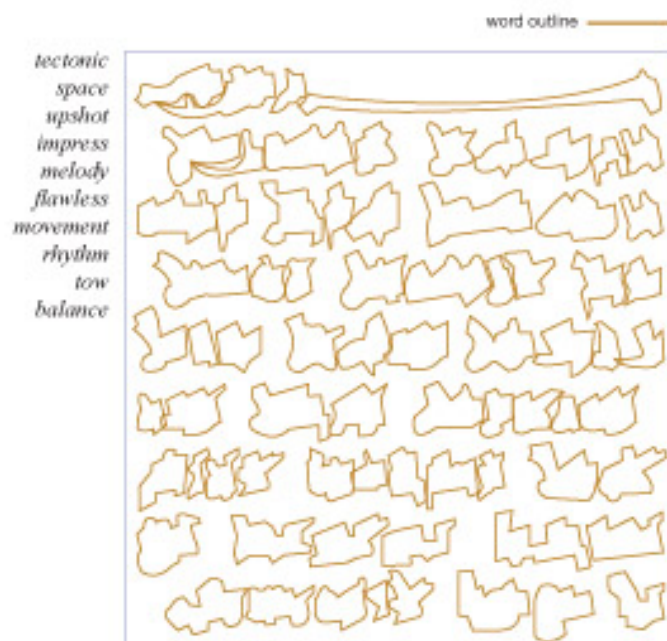 word outline
tectonic
space
upshot
impress
melody
flawless
movement
rhythm
tow
balance